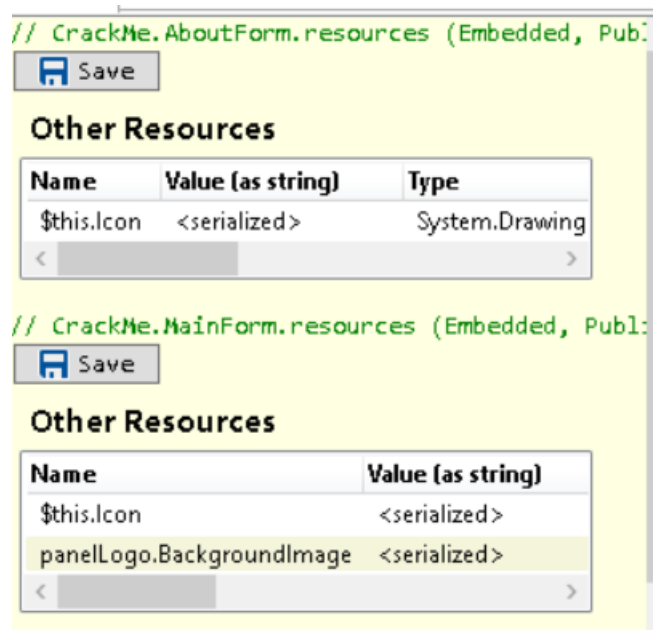 // CrackMe.AboutForm.resources (Embedded, Publ
Save
Other Resources
Name Value (as string) Type
$this.Icon <serialized> System.Drawing
// CrackMe.MainForm.resources (Embedded, Publi
Save
Other Resources
Name Value (as string)
$this.Icon <serialized>
panelLogo.BackgroundImage <serialized>